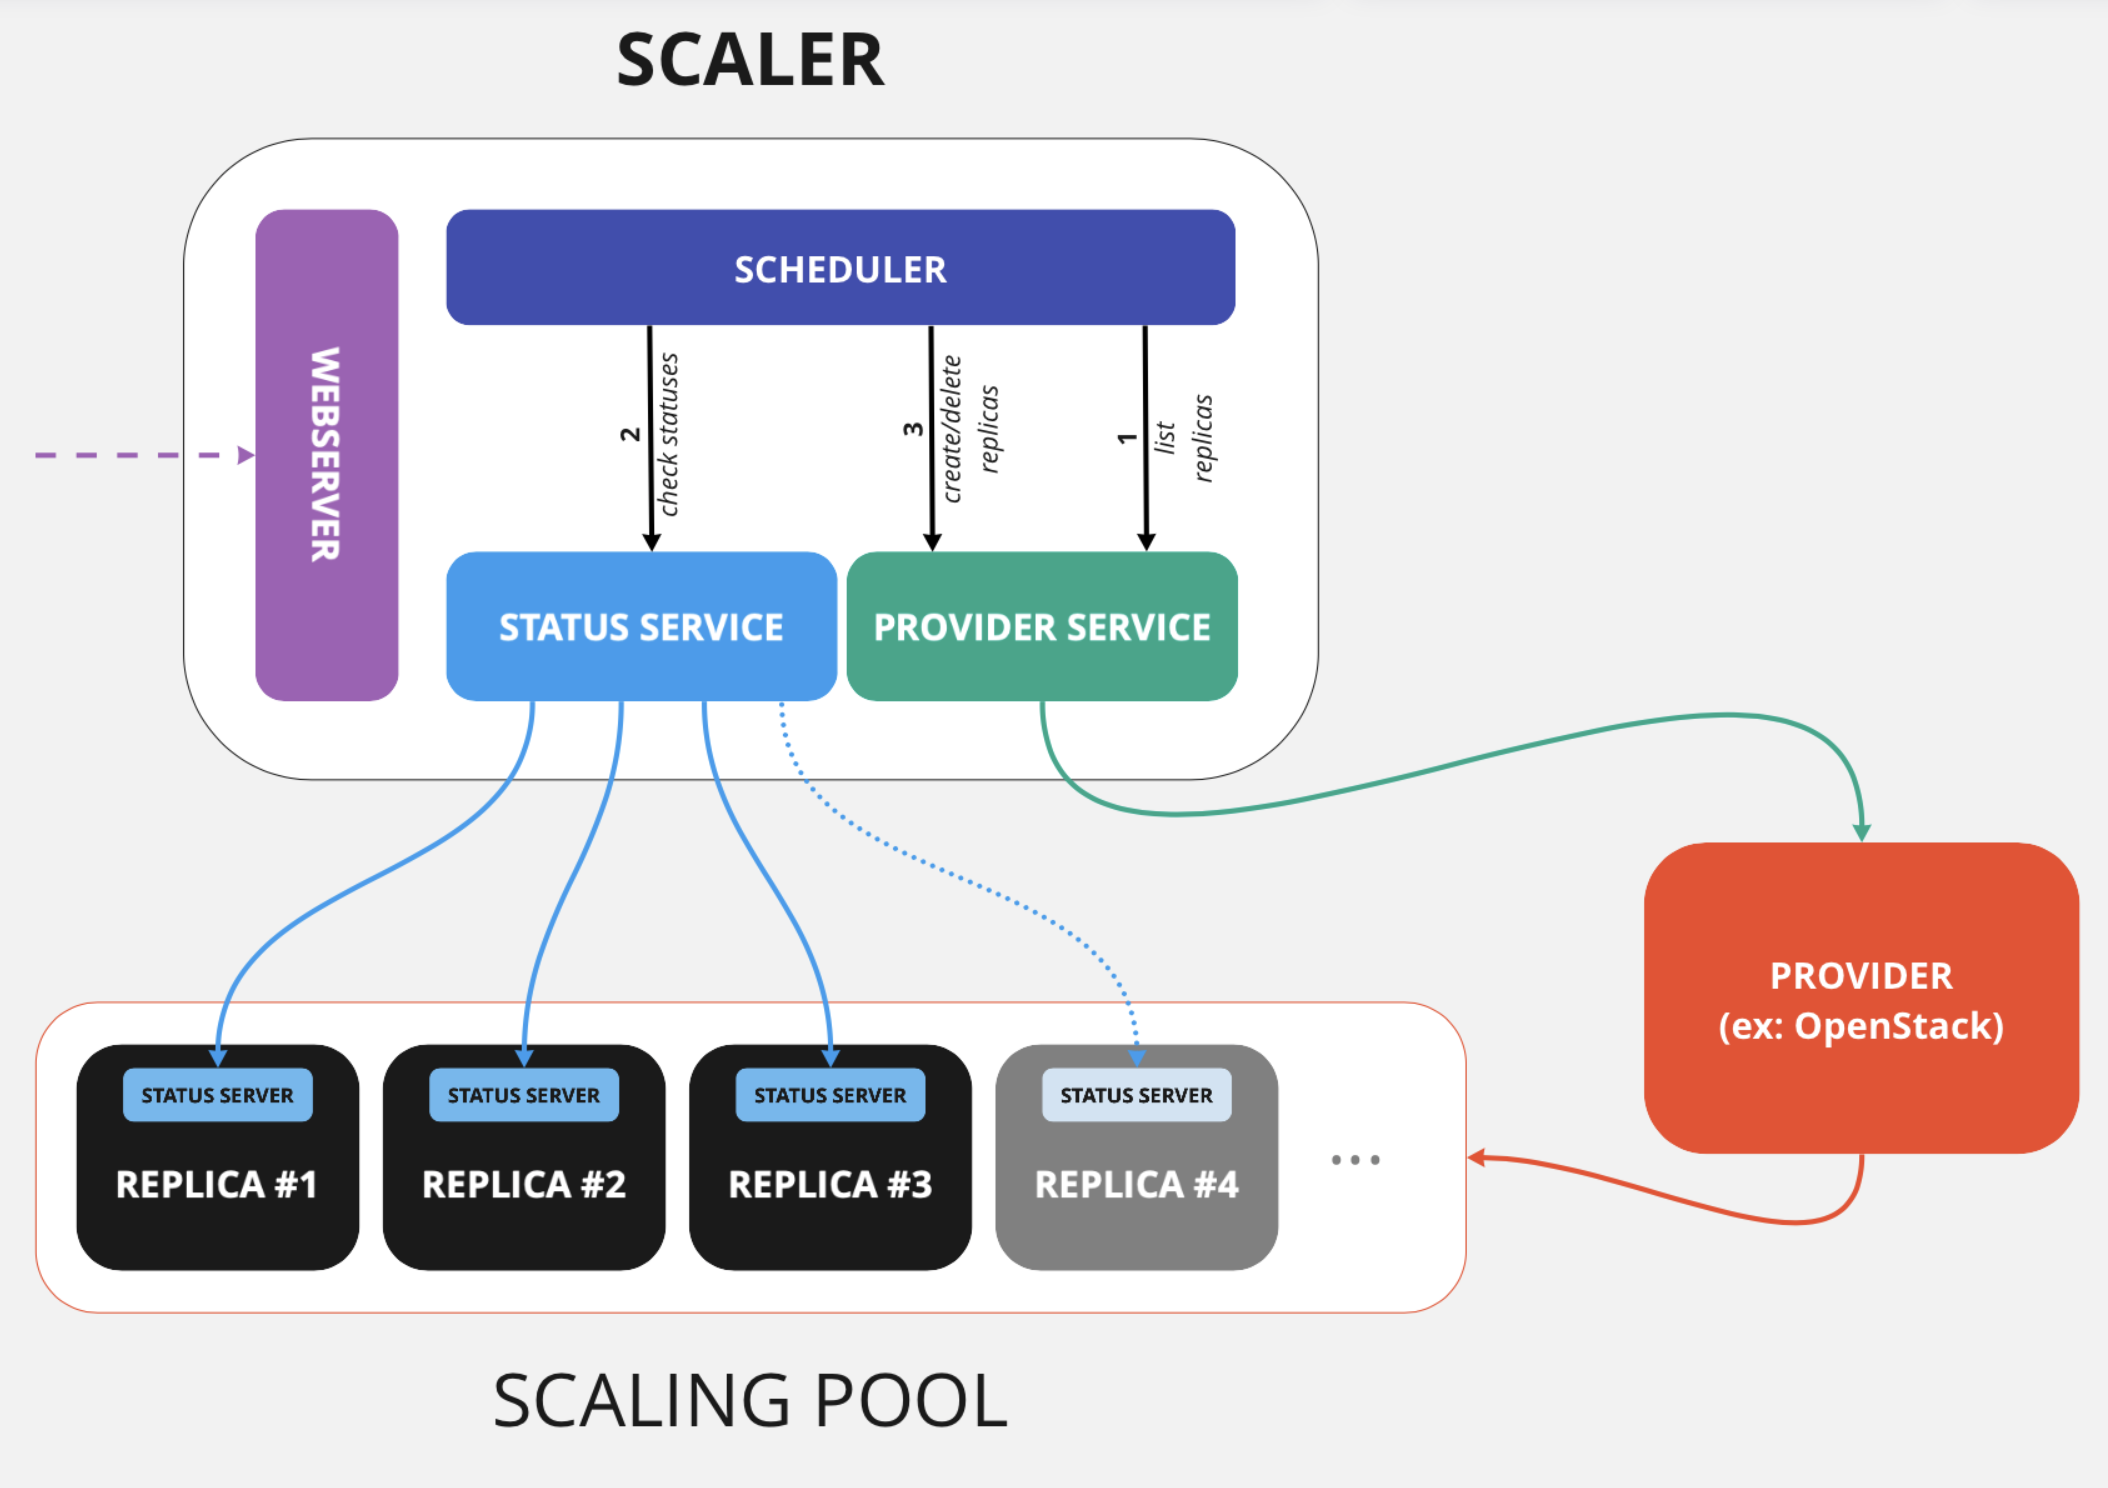 SCALER
WEBSERVER
SCHEDULER
2
check statuses
3
create/delete
replicas
1
list
replicas
STATUS SERVICE
PROVIDER SERVICE
PROVIDER
(ex: OpenStack)
STATUS SERVER
REPLICA #1
STATUS SERVER
REPLICA #2
STATUS SERVER
REPLICA #3
STATUS SERVER
REPLICA #4
...
SCALING POOL